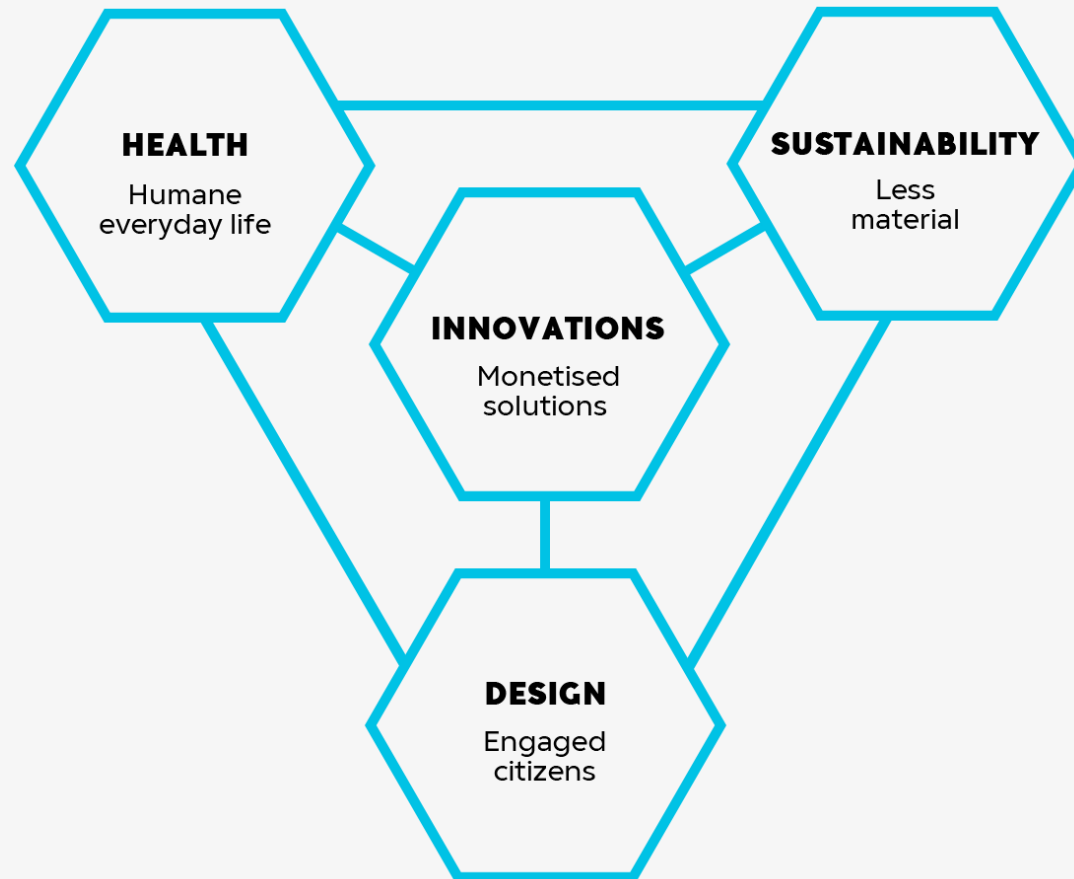 HEALTH
Humane
everyday life
SUSTAINABILITY
Less
material
INNOVATIONS
Monetised
solutions
DESIGN
Engaged
citizens